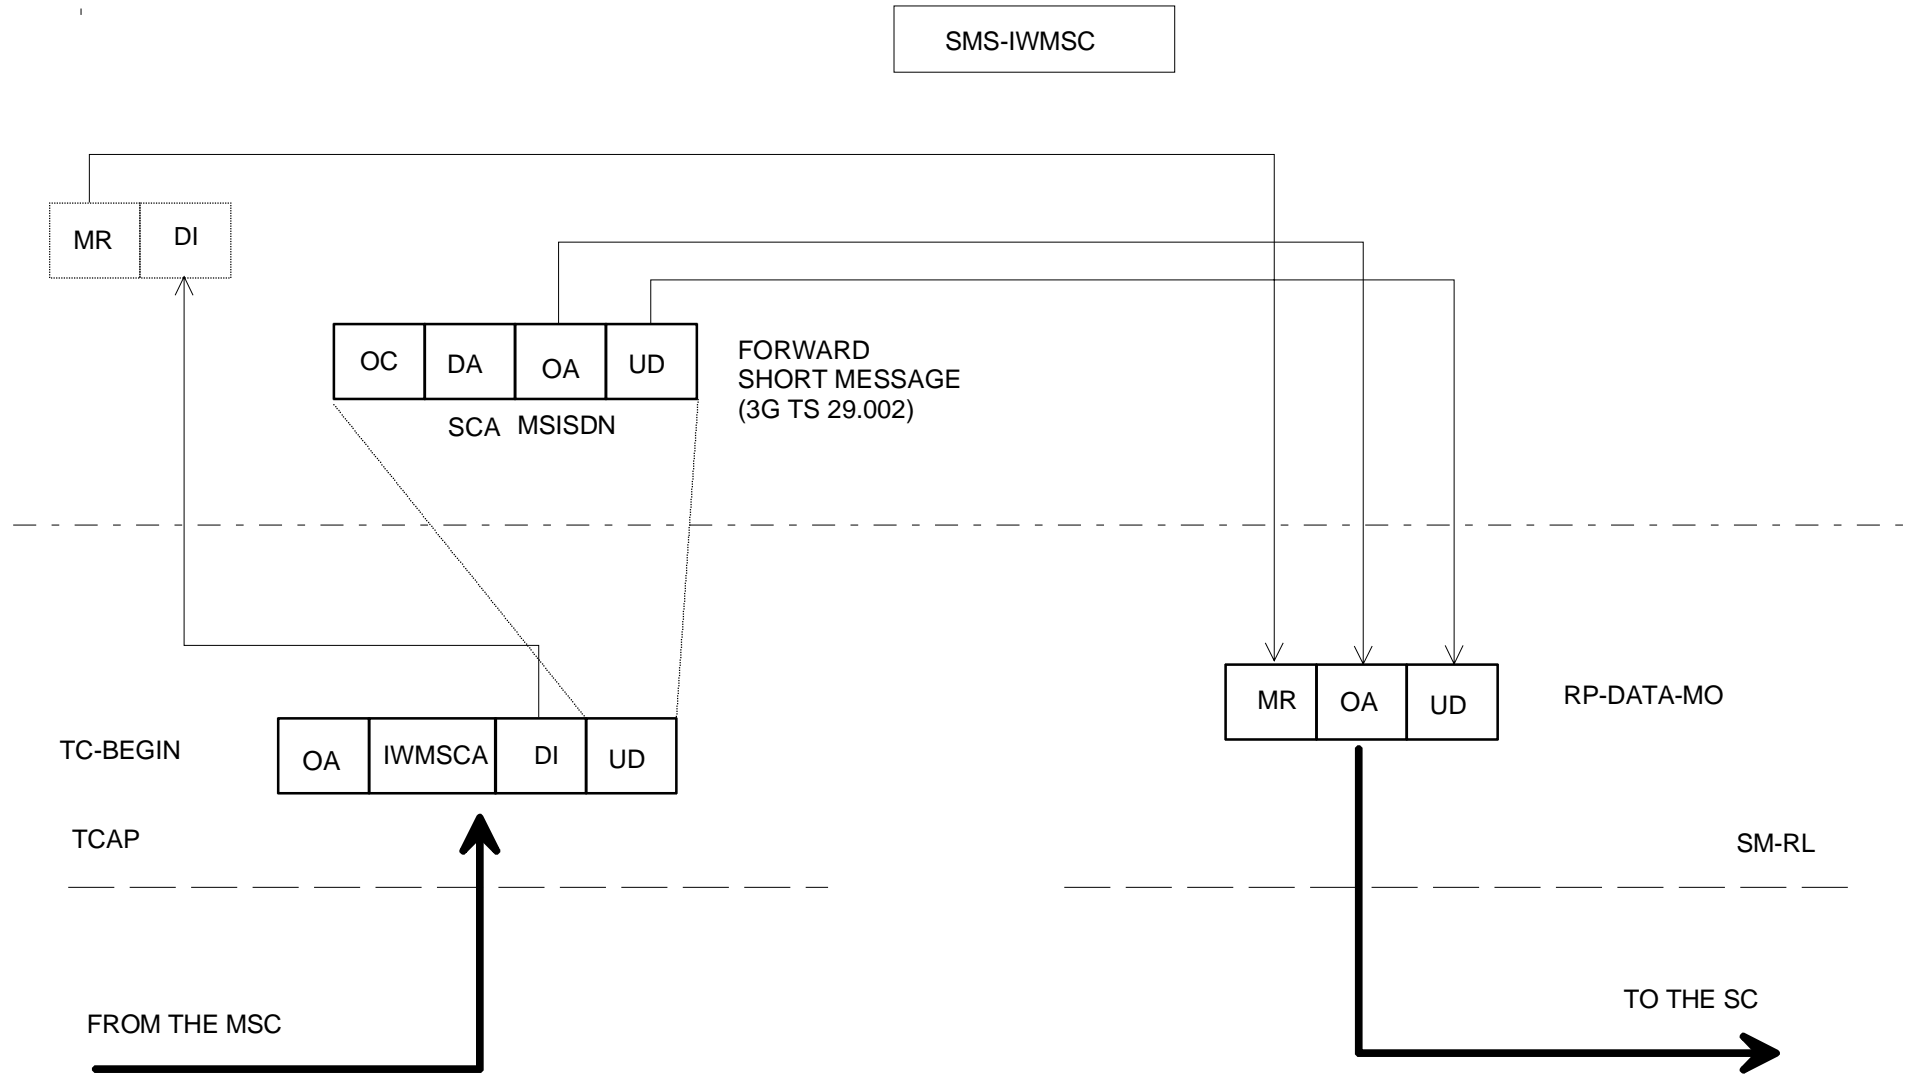 SMS-IWMSC
MR DI
OC DA OA UD
SCA MSISDN
FORWARD
SHORT MESSAGE
(3G TS 29.002)
MR OA UD
RP-DATA-MO
TC-BEGIN
OA IWMSCA DI UD
TCAP
SM-RL
FROM THE MSC
TO THE SC